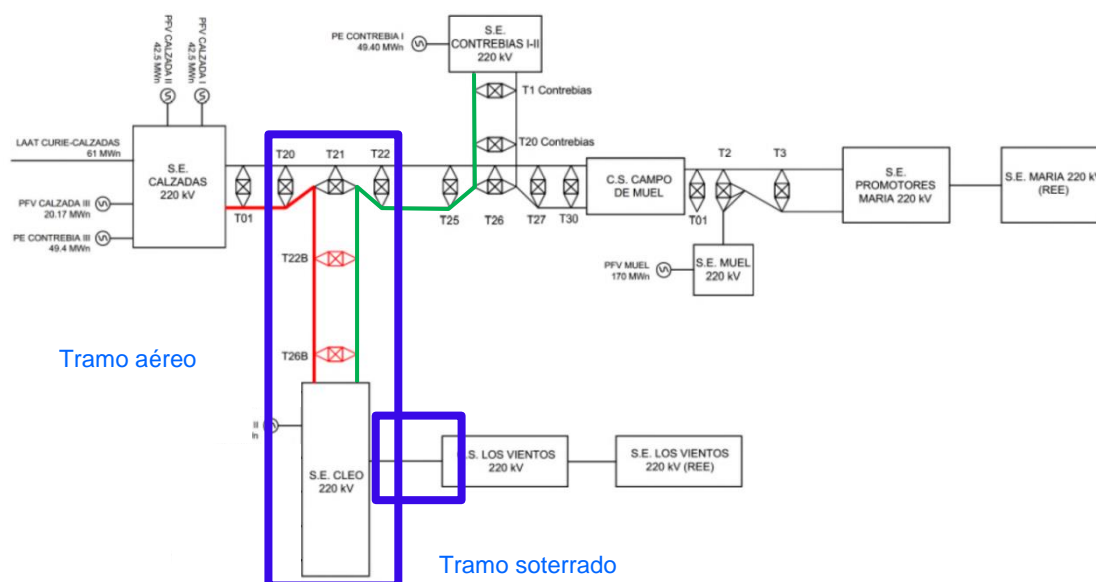 PFV CALZADA II
42.5 MWn
PFV CALZADA I
42.5 MWn
PE CONTREBIA I
49.40 MWn
S.E.
CONTREBIAS I-II
220 kV
T1 Contrebias
T20 Contrebias
LAAT CURIE-CALZADAS
61 MWn
PFV CALZADA III
20.17 MWn
PE CONTREBIA III
49.4 MWn
S.E.
CALZADAS
220 kV
T01
T20
T21
T22
T25
T26
T27
T30
C.S. CAMPO
DE MUEL
T01
T2
T3
S.E.
PROMOTORES
MARIA 220 kV
S.E. MARIA 220 kV
(REE)
PFV MUEL
170 MWn
S.E. MUEL
220 kV
T22B
T26B
Tramo aéreo
II
S.E. CLEO
220 kV
.S. LOS VIENTOS
220 kV
S.E. LOS VIENTOS
220 kV (REE)
Tramo soterrado